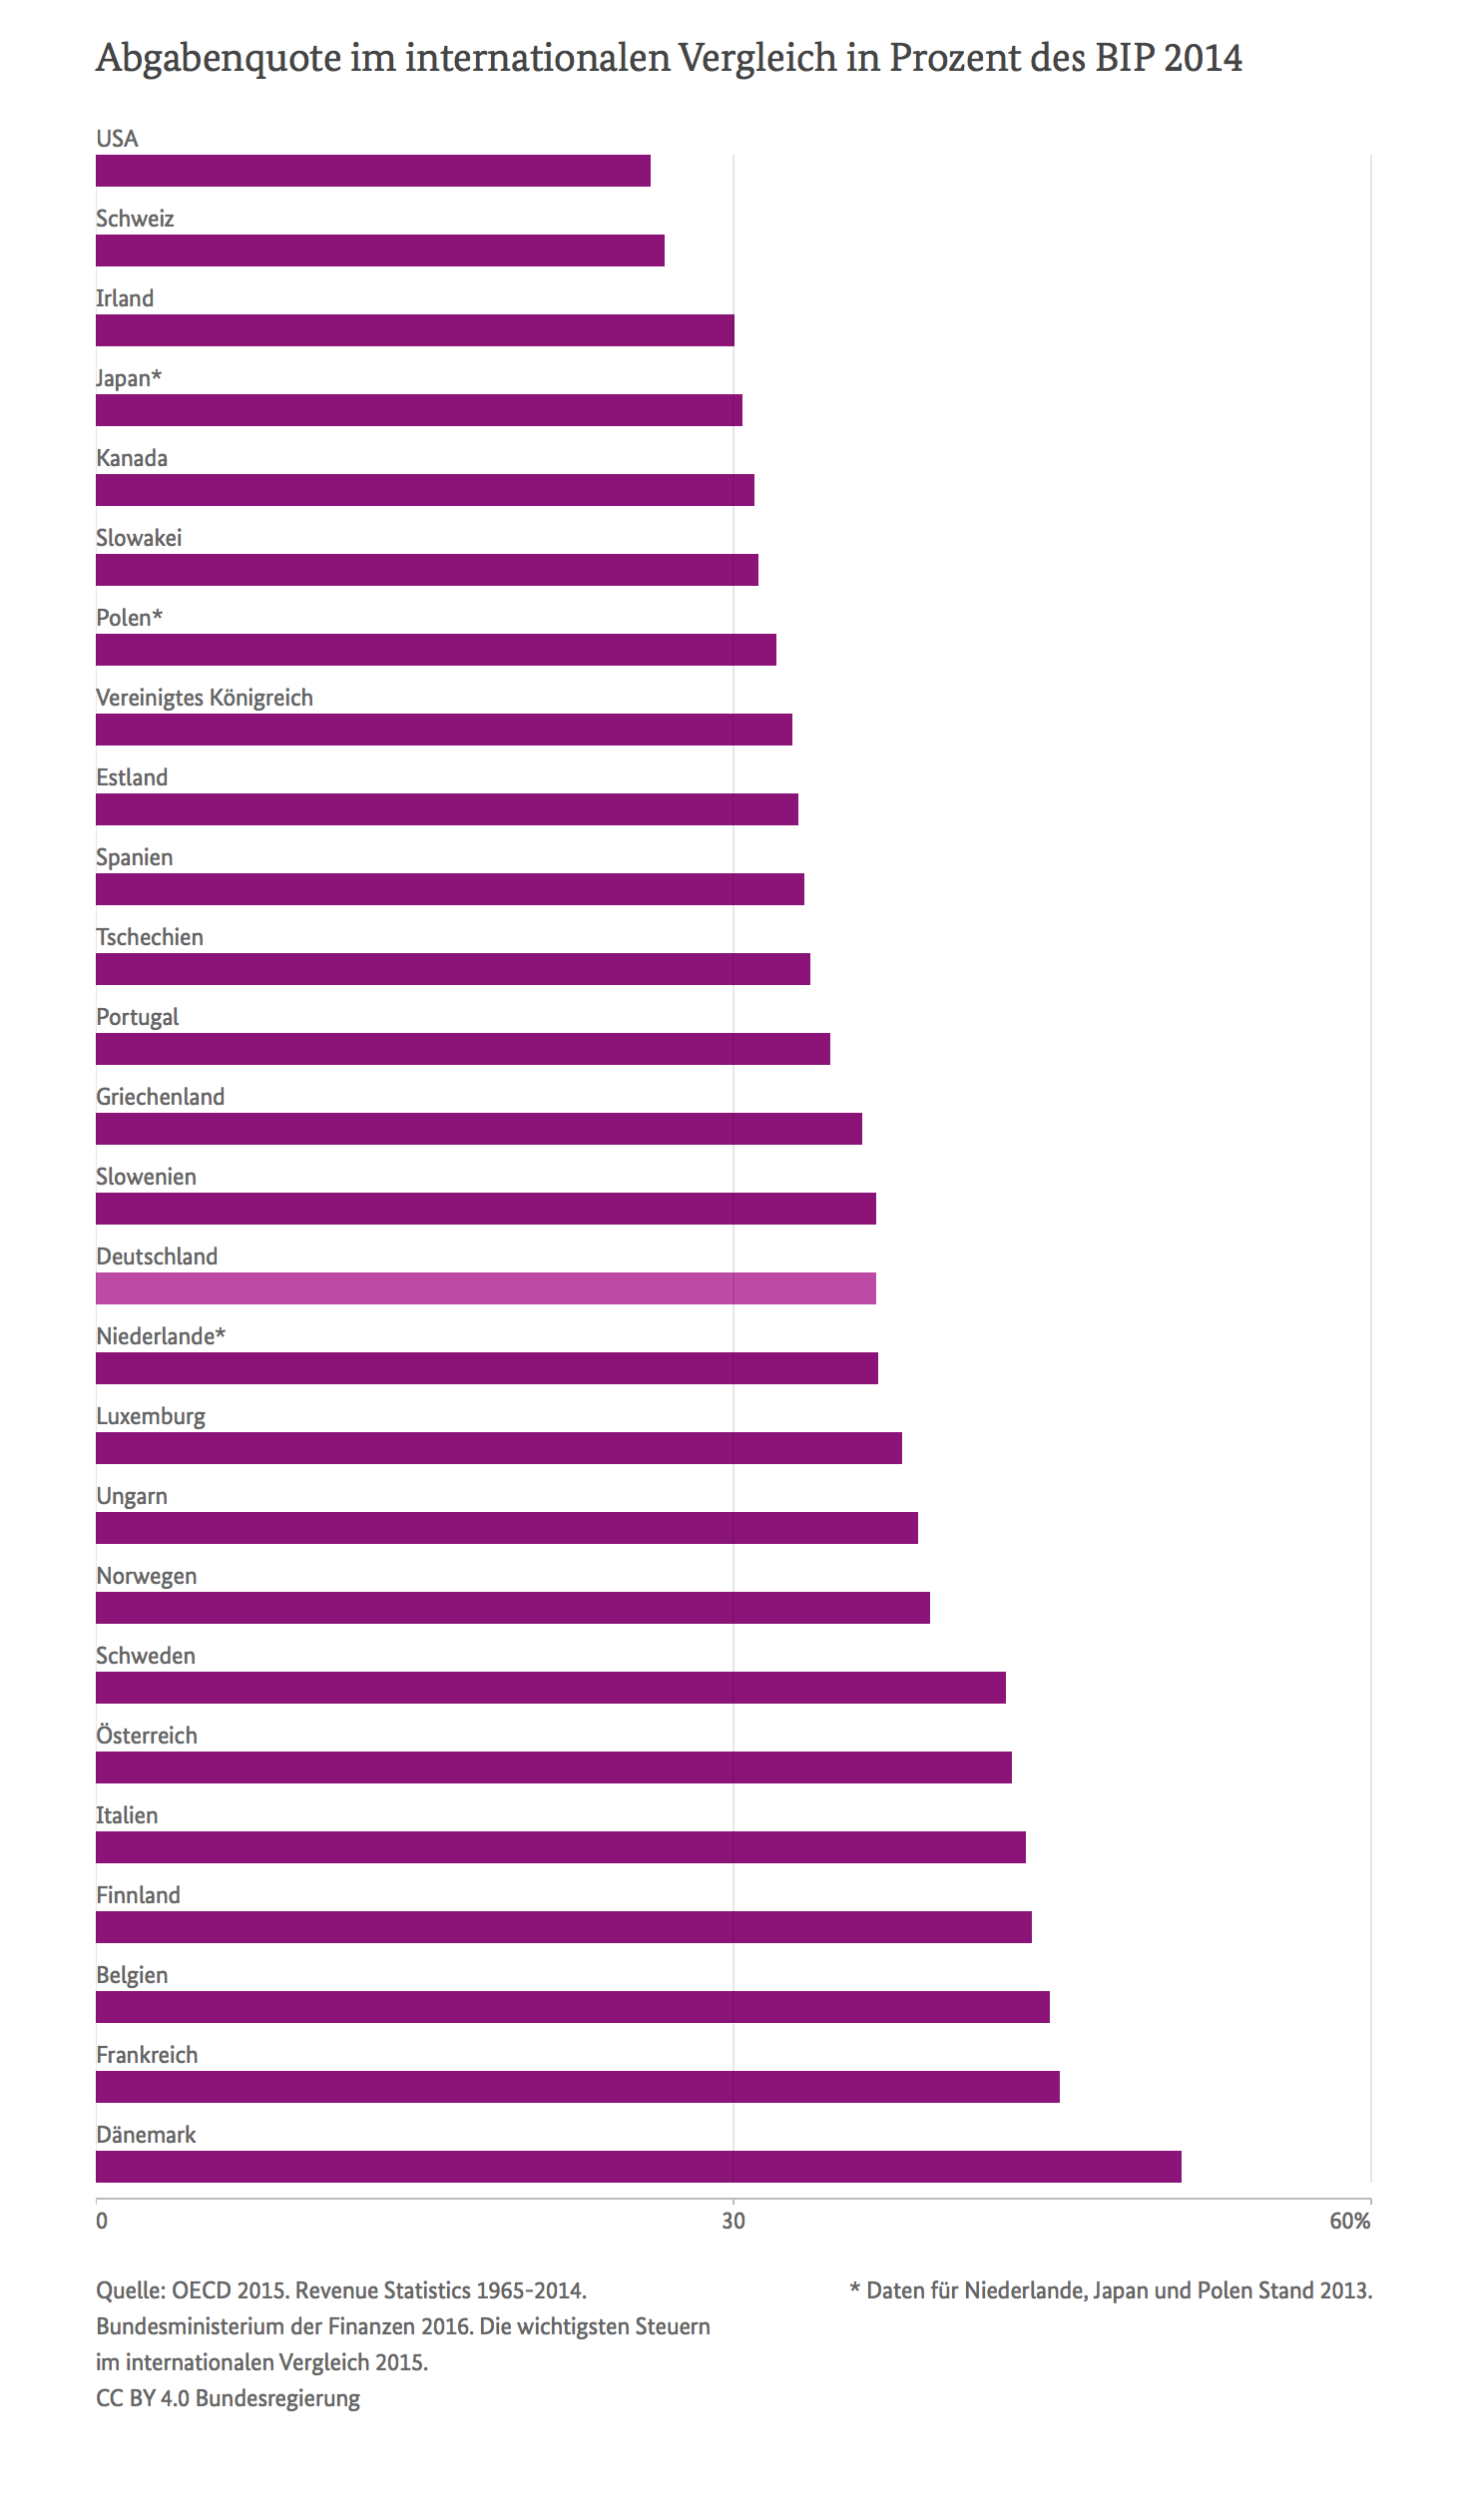 Abgabenquote im internationalen Vergleich in Prozent des BIP 2014
USA
Schweiz
Irland
Japan*
Kanada
Slowakei
Polen*
Vereinigtes Königreich
Estland
Spanien
Tschechien
Portugal
Griechenland
Slowenien
Deutschland
Niederlande*
Luxemburg
Ungarn
Norwegen
Schweden
Österreich
Italien
Finnland
Belgien
Frankreich
Dänemark
0 30 60%
Quelle: OECD 2015. Revenue Statistics 1965-2014.
Bundesministerium der Finanzen 2016. Die wichtigsten Steuern
im internationalen Vergleich 2015.
CC BY 4.0 Bundesregierung
* Daten für Niederlande, Japan und Polen Stand 2013.